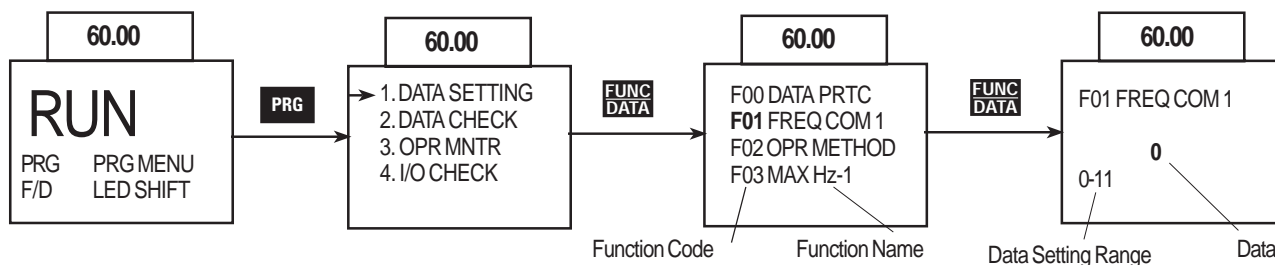 60.00
RUN
PRG PRG MENU
F/D LED SHIFT
PRG
60.00
1. DATA SETTING
2. DATA CHECK
3. OPR MNTR
4. I/O CHECK
FUNC
DATA
60.00
F00 DATA PRTC
F01 FREQ COM 1
F02 OPR METHOD
F03 MAX Hz-1
Function Code Function Name
FUNC
DATA
60.00
F01 FREQ COM 1
0
0-11
Data Setting Range Data